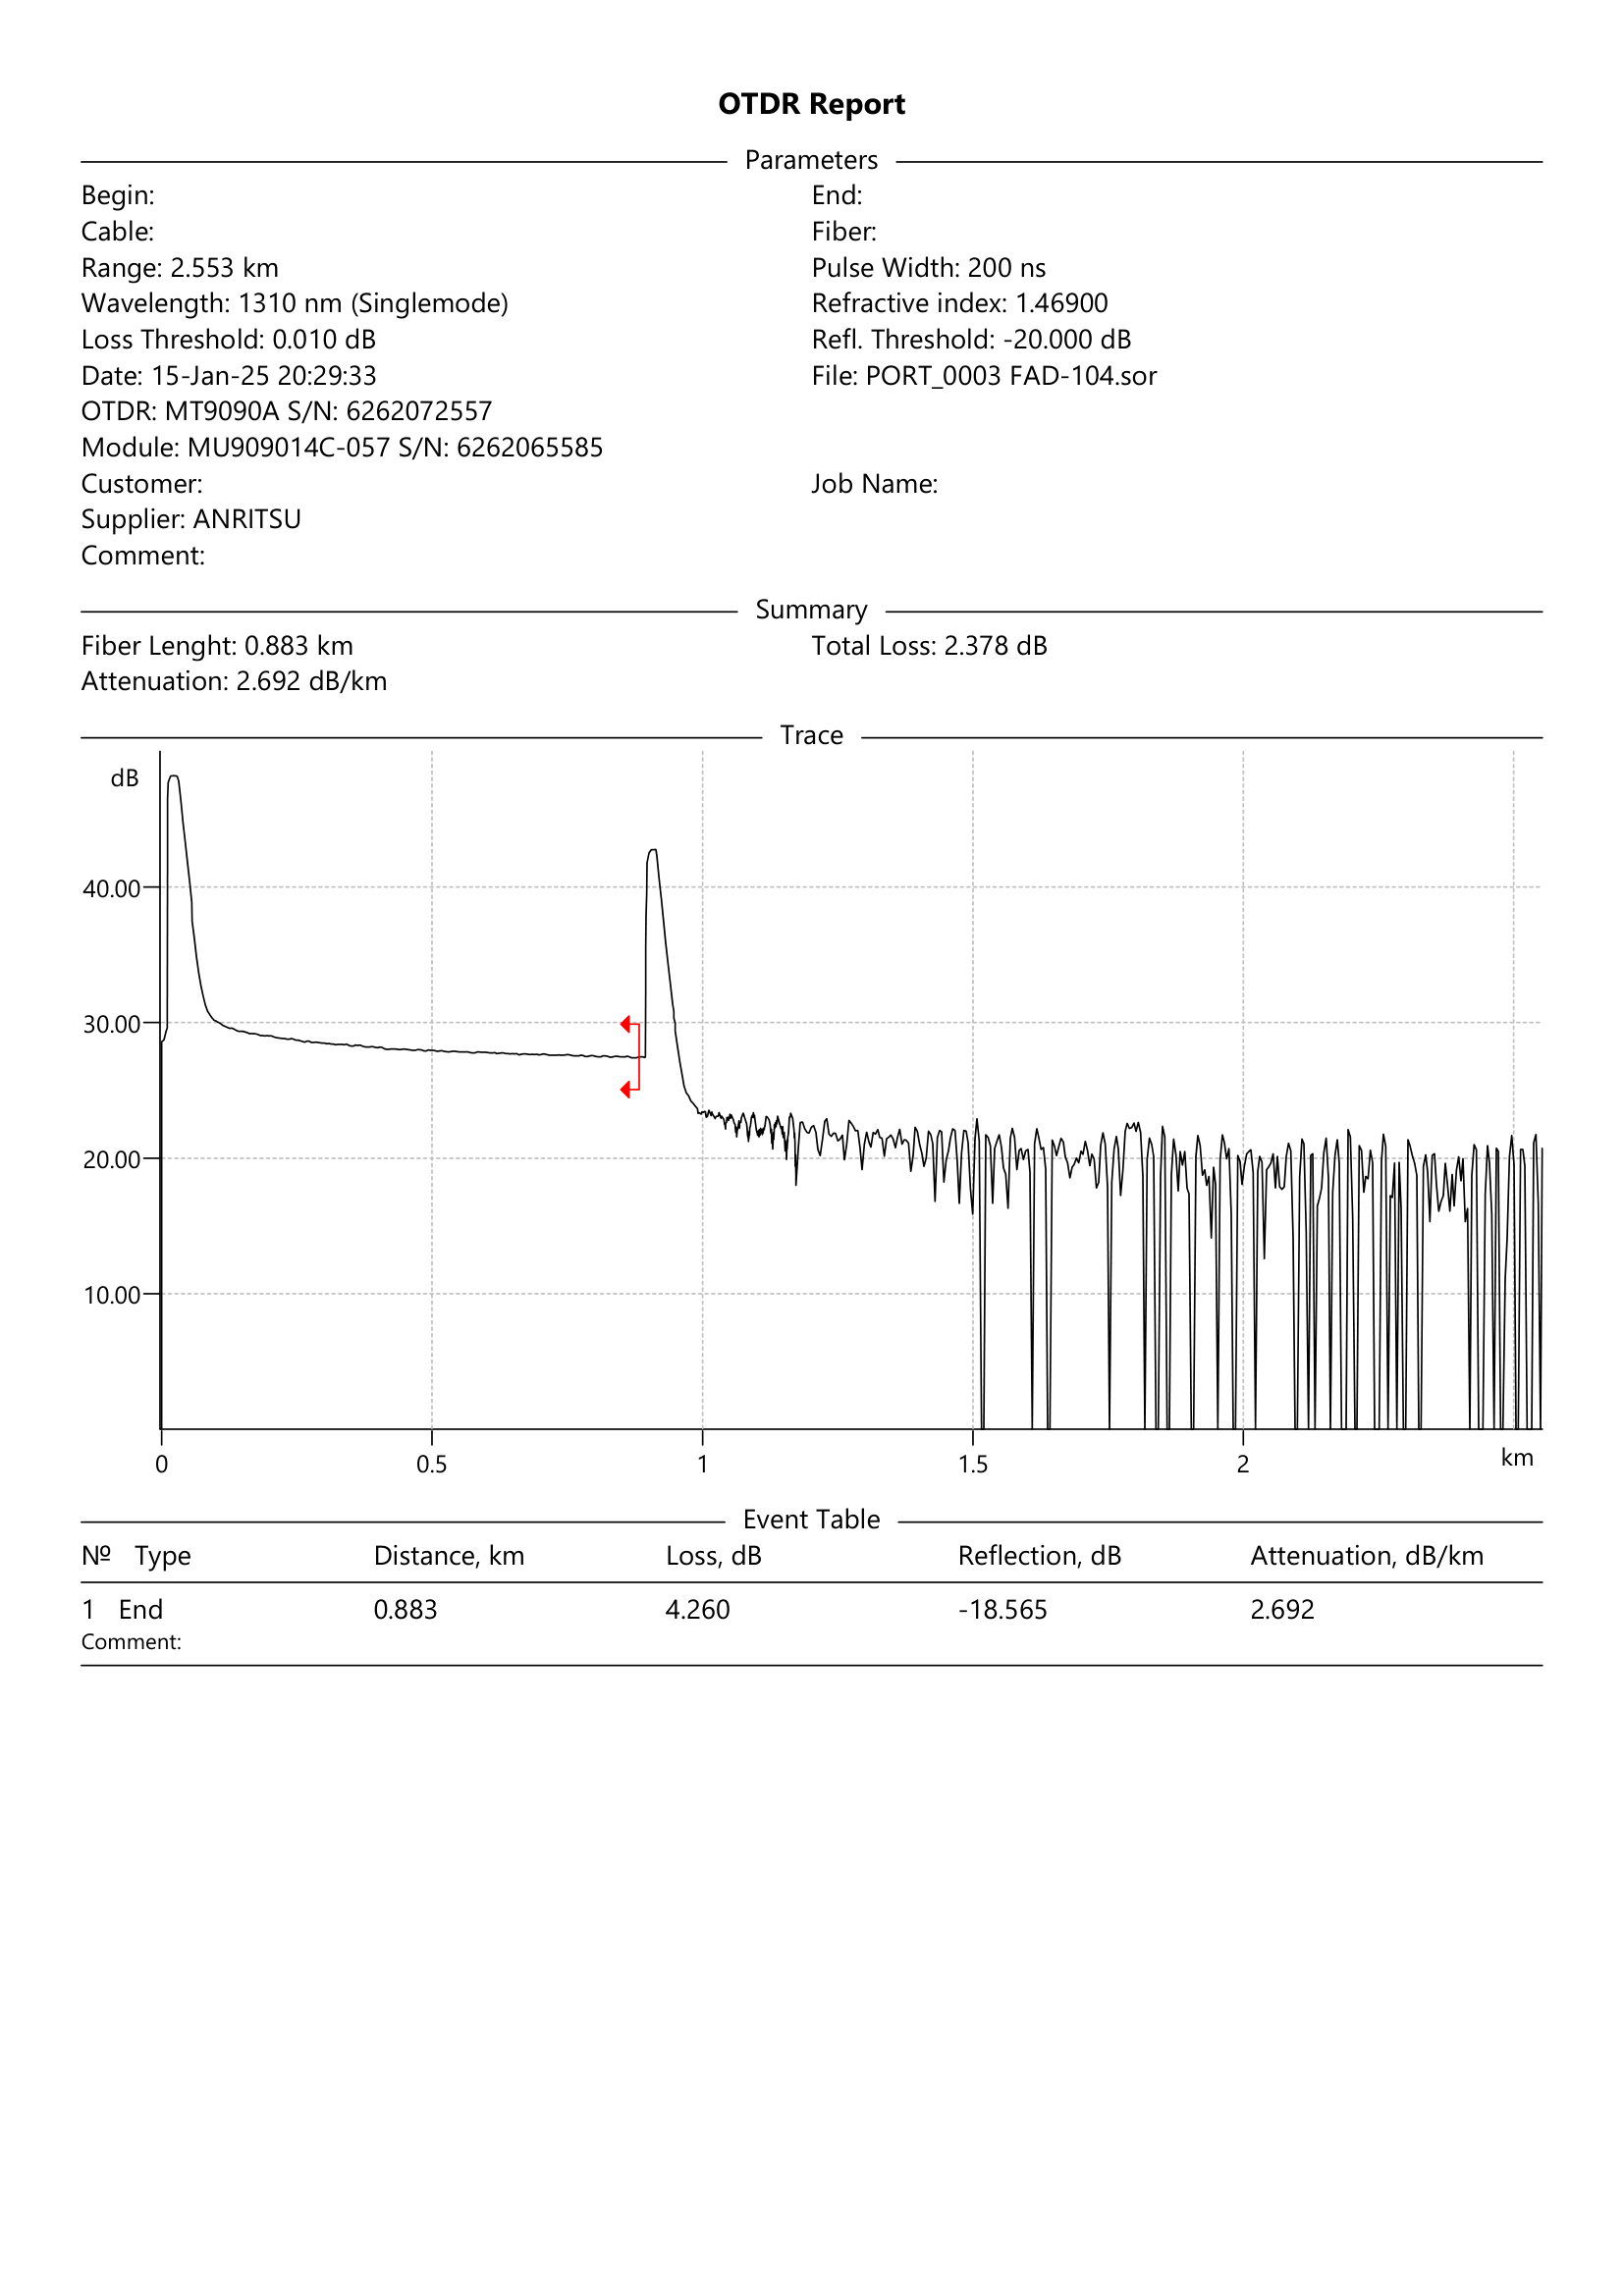 OTDR Report
Parameters
Begin: End:
Cable: Fiber:
Range: 2.553 km Pulse Width: 200 ns
Wavelength: 1310 nm (Singlemode) Refractive index: 1.46900
Loss Threshold: 0.010 dB Refl. Threshold: -20.000 dB
Date: 15-Jan-25 20:29:33 File: PORT_0003 FAD-104.sor
OTDR: MT9090A S/N: 6262072557
Module: MU909014C-057 S/N: 6262065585
Customer: Job Name:
Supplier: ANRITSU
Comment:
Summary
Fiber Lenght: 0.883 km Total Loss: 2.378 dB
Attenuation: 2.692 dB/km
Trace
dB
40.00
30.00
20.00
10.00
0 0.5 1 1.5 2 km
Event Table
Nº Type Distance, km Loss, dB Reflection, dB Attenuation, dB/km
1 End 0.883 4.260 -18.565 2.692
Comment: